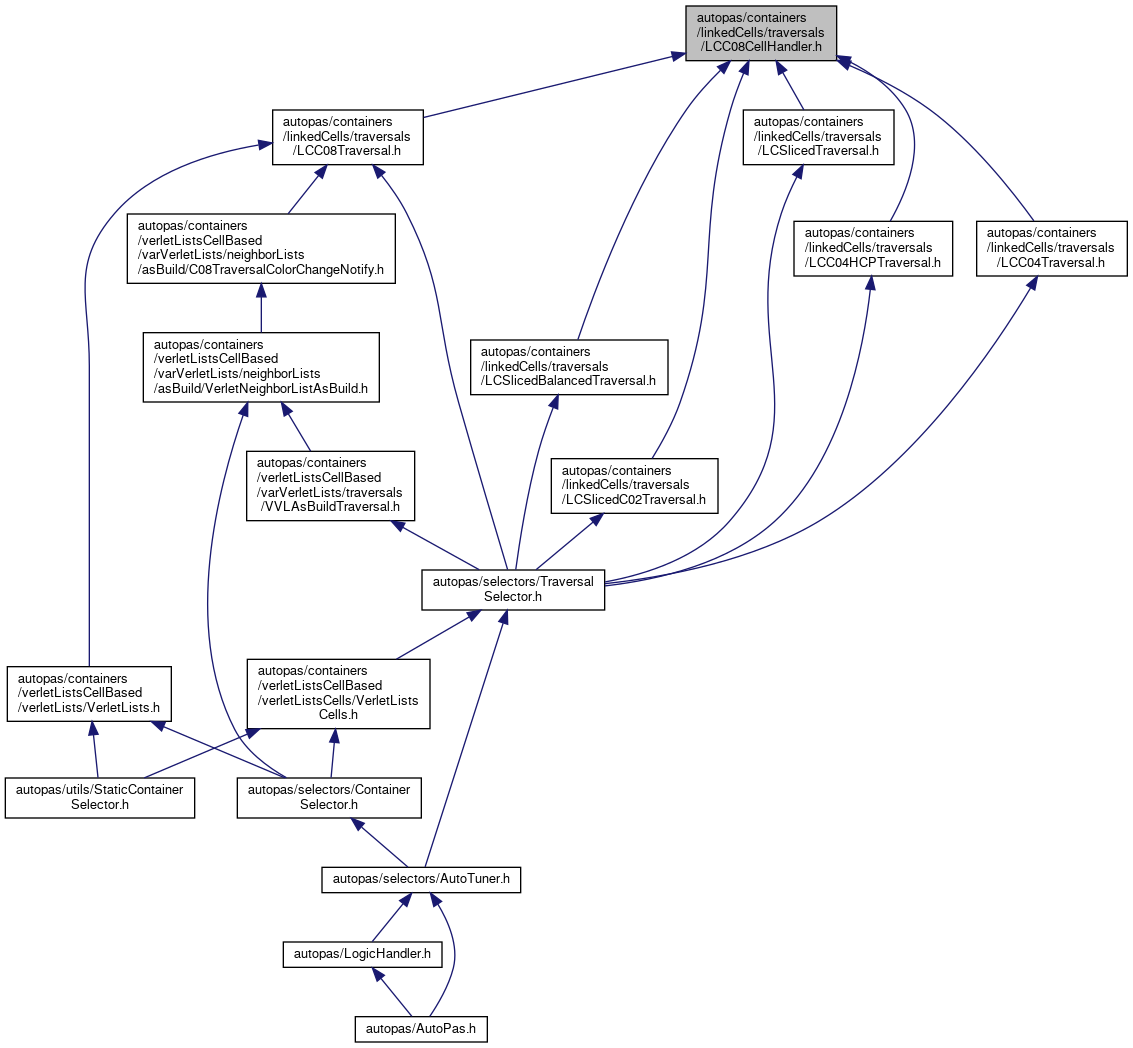 autopas/containers
/linkedCells/traversals
/LCC08CellHandler.h
autopas/containers
/linkedCells/traversals
/LCC08Traversal.h
autopas/containers
/linkedCells/traversals
/LCSlicedTraversal.h
autopas/containers
/verletListsCellBased
/varVerletLists/neighborLists
/asBuild/C08TraversalColorChangeNotify.h
autopas/containers
/linkedCells/traversals
/LCC04HCPTraversal.h
autopas/containers
/linkedCells/traversals
/LCC04Traversal.h
autopas/containers
/verletListsCellBased
/varVerletLists/neighborLists
/asBuild/VerletNeighborListAsBuild.h
autopas/containers
/linkedCells/traversals
/LCSlicedBalancedTraversal.h
autopas/containers
/verletListsCellBased
/varVerletLists/traversals
/VVLAsBuildTraversal.h
autopas/containers
/linkedCells/traversals
/LCSlicedC02Traversal.h
autopas/selectors/Traversal
Selector.h
autopas/containers
/verletListsCellBased
/verletLists/VerletLists.h
autopas/containers
/verletListsCellBased
/verletListsCells/VerletLists
Cells.h
autopas/utils/StaticContainer
Selector.h
autopas/selectors/Container
Selector.h
autopas/selectors/AutoTuner.h
autopas/LogicHandler.h
autopas/AutoPas.h